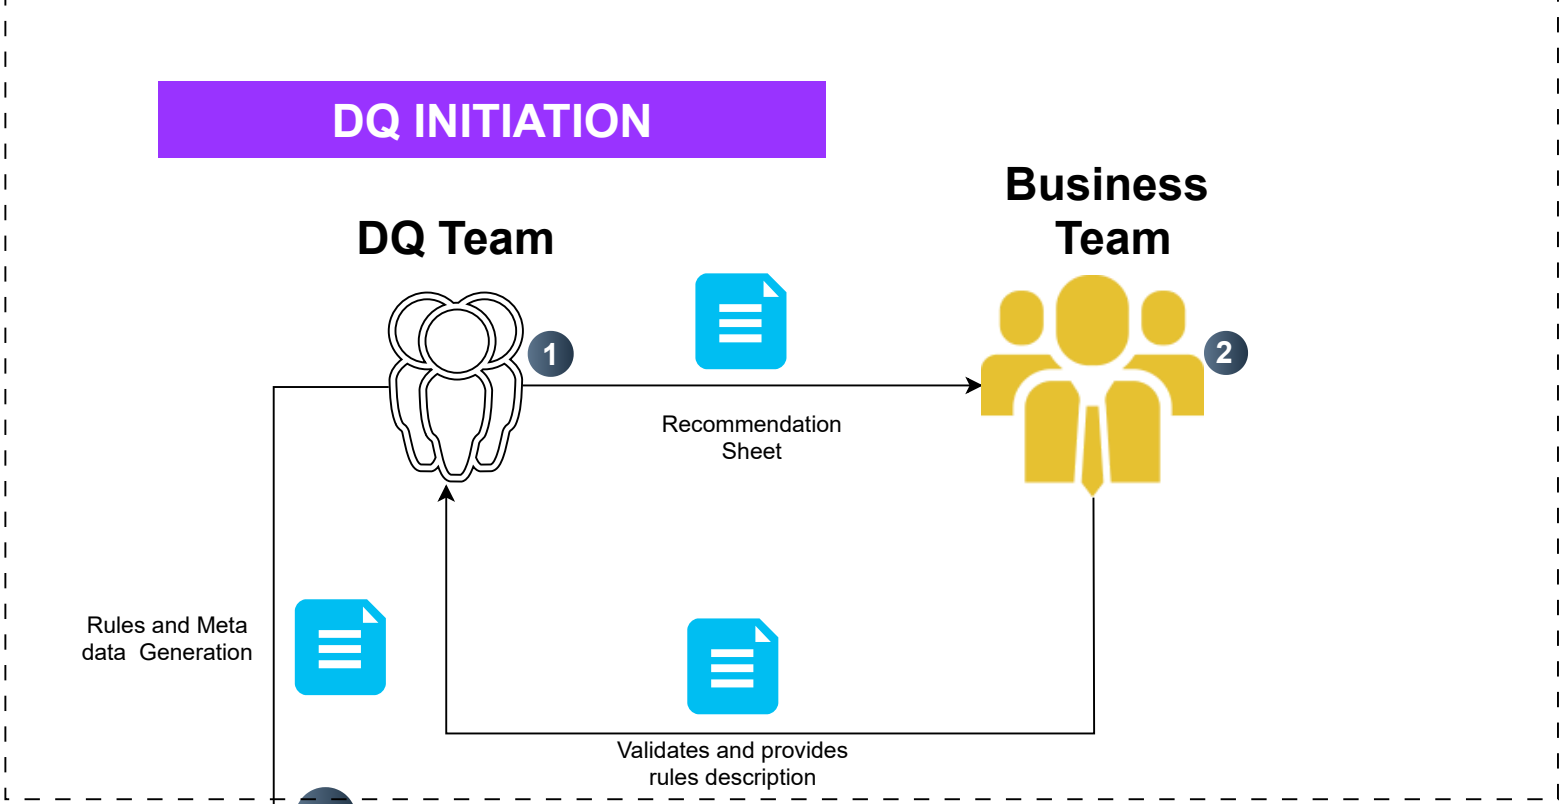 DQ INITIATION
Business
Team
DQ Team
1
2
Recommendation
Sheet
Rules and Meta
data  Generation
Validates and provides
rules description